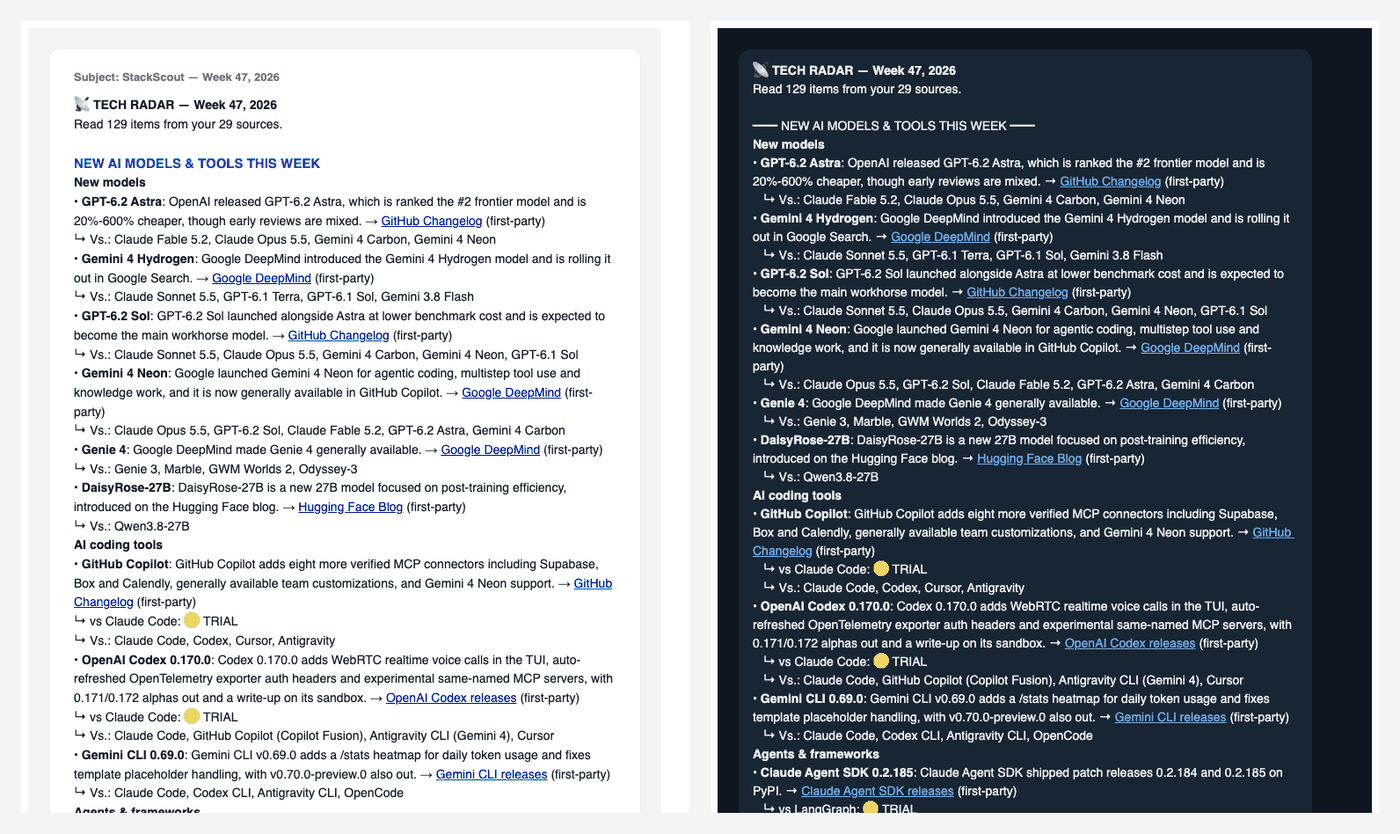 Subject: StackScout — Week 47, 2026
📡 TECH RADAR — Week 47, 2026
Read 129 items from your 29 sources.
NEW AI MODELS & TOOLS THIS WEEK
New models
• GPT-6.2 Astra: OpenAI released GPT-6.2 Astra, which is ranked the #2 frontier model and is
20%-600% cheaper, though early reviews are mixed. → GitHub Changelog (first-party)
↳ Vs.: Claude Fable 5.2, Claude Opus 5.5, Gemini 4 Carbon, Gemini 4 Neon
• Gemini 4 Hydrogen: Google DeepMind introduced the Gemini 4 Hydrogen model and is rolling it
out in Google Search. → Google DeepMind (first-party)
↳ Vs.: Claude Sonnet 5.5, GPT-6.1 Terra, GPT-6.1 Sol, Gemini 3.8 Flash
• GPT-6.2 Sol: GPT-6.2 Sol launched alongside Astra at lower benchmark cost and is expected to
become the main workhorse model. → GitHub Changelog (first-party)
↳ Vs.: Claude Sonnet 5.5, Claude Opus 5.5, Gemini 4 Carbon, Gemini 4 Neon, GPT-6.1 Sol
• Gemini 4 Neon: Google launched Gemini 4 Neon for agentic coding, multistep tool use and
knowledge work, and it is now generally available in GitHub Copilot. → Google DeepMind (first-
party)
↳ Vs.: Claude Opus 5.5, GPT-6.2 Sol, Claude Fable 5.2, GPT-6.2 Astra, Gemini 4 Carbon
• Genie 4: Google DeepMind made Genie 4 generally available. → Google DeepMind (first-party)
↳ Vs.: Genie 3, Marble, GWM Worlds 2, Odyssey-3
• DaisyRose-27B: DaisyRose-27B is a new 27B model focused on post-training efficiency,
introduced on the Hugging Face blog. → Hugging Face Blog (first-party)
↳ Vs.: Qwen3.8-27B
AI coding tools
• GitHub Copilot: GitHub Copilot adds eight more verified MCP connectors including Supabase,
Box and Calendly, generally available team customizations, and Gemini 4 Neon support. → GitHub
Changelog (first-party)
↳ vs Claude Code: 🟡 TRIAL
↳ Vs.: Claude Code, Codex, Cursor, Antigravity
• OpenAI Codex 0.170.0: Codex 0.170.0 adds WebRTC realtime voice calls in the TUI, auto-
refreshed OpenTelemetry exporter auth headers and experimental same-named MCP servers, with
0.171/0.172 alphas out and a write-up on its sandbox. → OpenAI Codex releases (first-party)
↳ vs Claude Code: 🟡 TRIAL
↳ Vs.: Claude Code, GitHub Copilot (Copilot Fusion), Antigravity CLI (Gemini 4), Cursor
• Gemini CLI 0.69.0: Gemini CLI v0.69.0 adds a /stats heatmap for daily token usage and fixes
template placeholder handling, with v0.70.0-preview.0 also out. → Gemini CLI releases (first-party)
↳ Vs.: Claude Code, Codex CLI, Antigravity CLI, OpenCode
Agents & frameworks
📡 TECH RADAR — Week 47, 2026
Read 129 items from your 29 sources.
—— NEW AI MODELS & TOOLS THIS WEEK ——
New models
• GPT-6.2 Astra: OpenAI released GPT-6.2 Astra, which is ranked the #2 frontier model and is
20%-600% cheaper, though early reviews are mixed. → GitHub Changelog (first-party)
↳ Vs.: Claude Fable 5.2, Claude Opus 5.5, Gemini 4 Carbon, Gemini 4 Neon
• Gemini 4 Hydrogen: Google DeepMind introduced the Gemini 4 Hydrogen model and is rolling it
out in Google Search. → Google DeepMind (first-party)
↳ Vs.: Claude Sonnet 5.5, GPT-6.1 Terra, GPT-6.1 Sol, Gemini 3.8 Flash
• GPT-6.2 Sol: GPT-6.2 Sol launched alongside Astra at lower benchmark cost and is expected to
become the main workhorse model. → GitHub Changelog (first-party)
↳ Vs.: Claude Sonnet 5.5, Claude Opus 5.5, Gemini 4 Carbon, Gemini 4 Neon, GPT-6.1 Sol
• Gemini 4 Neon: Google launched Gemini 4 Neon for agentic coding, multistep tool use and
knowledge work, and it is now generally available in GitHub Copilot. → Google DeepMind (first-
party)
↳ Vs.: Claude Opus 5.5, GPT-6.2 Sol, Claude Fable 5.2, GPT-6.2 Astra, Gemini 4 Carbon
• Genie 4: Google DeepMind made Genie 4 generally available. → Google DeepMind (first-party)
↳ Vs.: Genie 3, Marble, GWM Worlds 2, Odyssey-3
• DaisyRose-27B: DaisyRose-27B is a new 27B model focused on post-training efficiency,
introduced on the Hugging Face blog. → Hugging Face Blog (first-party)
↳ Vs.: Qwen3.8-27B
AI coding tools
• GitHub Copilot: GitHub Copilot adds eight more verified MCP connectors including Supabase,
Box and Calendly, generally available team customizations, and Gemini 4 Neon support. → GitHub
Changelog (first-party)
↳ vs Claude Code: 🟡 TRIAL
↳ Vs.: Claude Code, Codex, Cursor, Antigravity
• OpenAI Codex 0.170.0: Codex 0.170.0 adds WebRTC realtime voice calls in the TUI, auto-
refreshed OpenTelemetry exporter auth headers and experimental same-named MCP servers, with
0.171/0.172 alphas out and a write-up on its sandbox. → OpenAI Codex releases (first-party)
↳ vs Claude Code: 🟡 TRIAL
↳ Vs.: Claude Code, GitHub Copilot (Copilot Fusion), Antigravity CLI (Gemini 4), Cursor
• Gemini CLI 0.69.0: Gemini CLI v0.69.0 adds a /stats heatmap for daily token usage and fixes
template placeholder handling, with v0.70.0-preview.0 also out. → Gemini CLI releases (first-party)
↳ Vs.: Claude Code, Codex CLI, Antigravity CLI, OpenCode
Agents & frameworks
• Claude Agent SDK 0.2.185: Claude Agent SDK shipped patch releases 0.2.184 and 0.2.185 on
PyPI. → Claude Agent SDK releases (first-party)
↳ vs LangGraph: 🟡 TRIAL